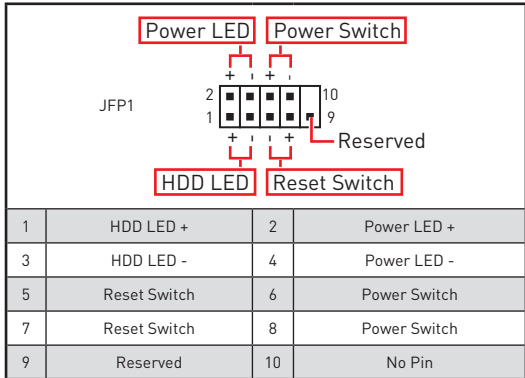 Power LED Power Switch
+ - + -
JFP1
2 10
1 9
+ - - +
Reserved
HDD LED Reset Switch
1 HDD LED + 2 Power LED +
3 HDD LED - 4 Power LED -
5 Reset Switch 6 Power Switch
7 Reset Switch 8 Power Switch
9 Reserved 10 No Pin